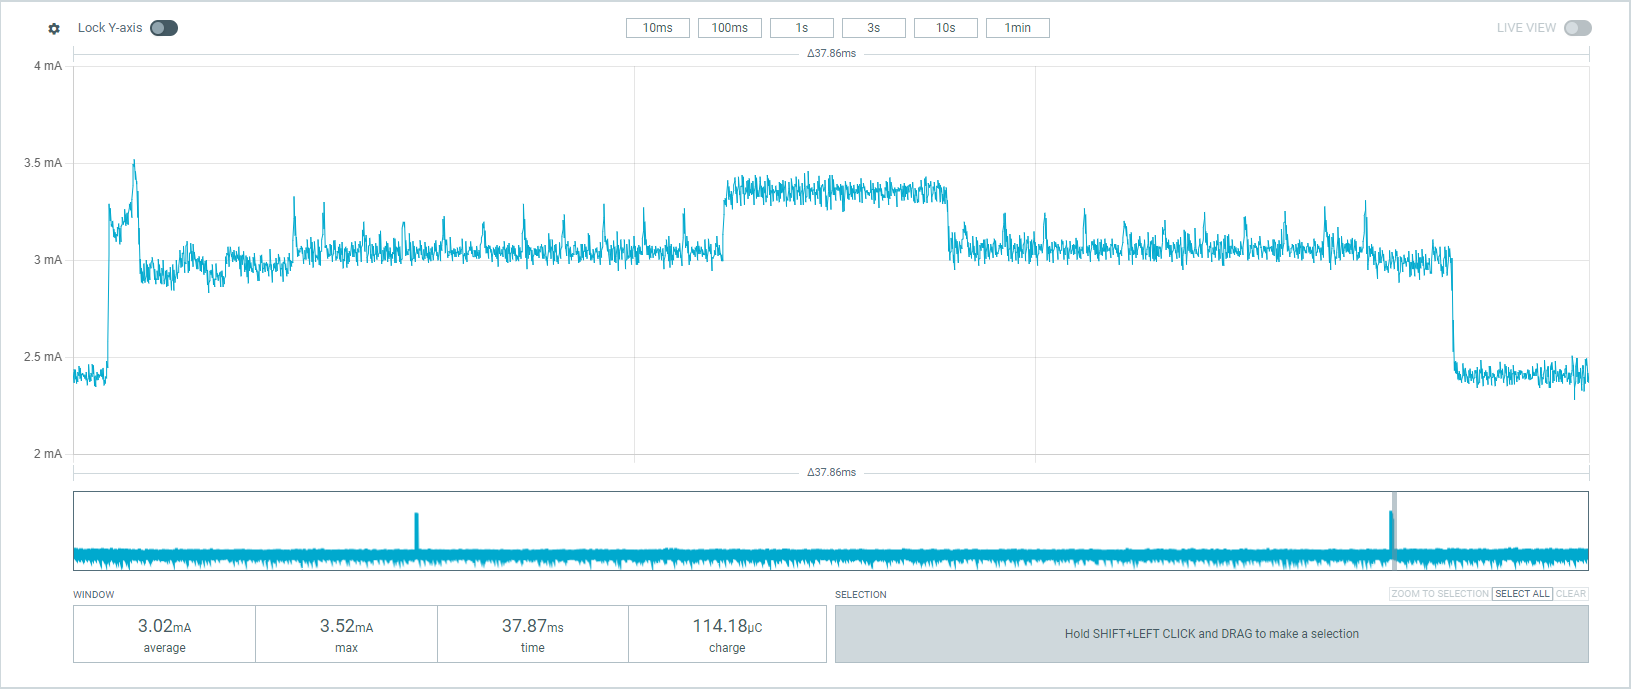 Lock Y-axis
10ms 100ms 1s 3s 10s 1min
LIVE VIEW
Δ37.86ms
4 mA
3.5 mA
3 mA
2.5 mA
2 mA
Δ37.86ms
WINDOW
3.02mA
average
3.52mA
max
37.87ms
time
114.18μC
charge
SELECTION
ZOOM TO SELECTION SELECT ALL CLEAR
Hold SHIFT+LEFT CLICK and DRAG to make a selection